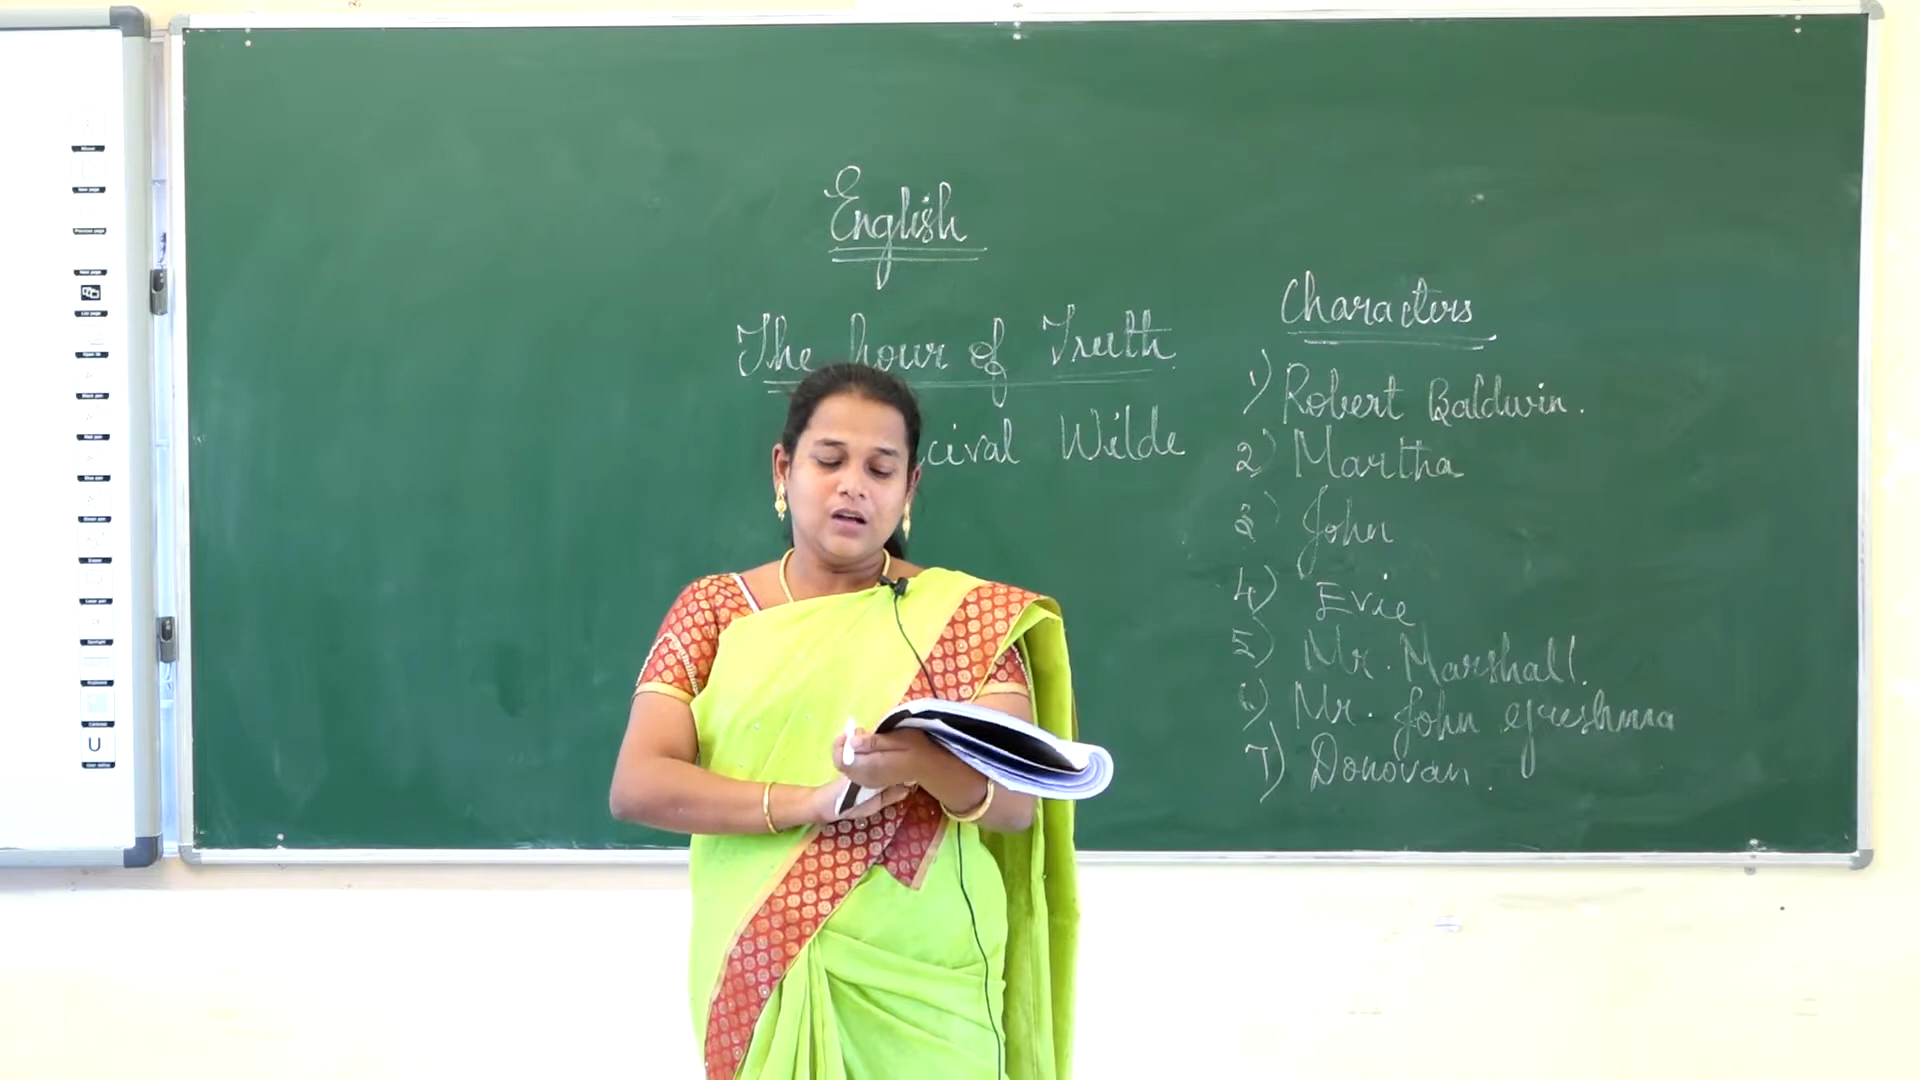 English
The hour of Truth.
cival Wilde
Characters
1) Robert Baldwin.
2) Martha
3) John
4) Evie
5) Mr. Marshall.
6) Mr. John greshma
7) Donovan.